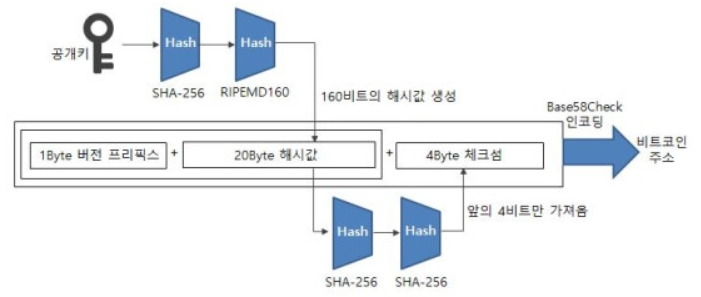 공개키
Hash
Hash
SHA-256
RIPEMD160
160비트의 해시값 생성
Base58Check
인코딩
1Byte 버전 프리픽스
+
20Byte 해시값
+
4Byte 체크섬
비트코인
주소
앞의 4비트만 가져옴
Hash
Hash
SHA-256
SHA-256